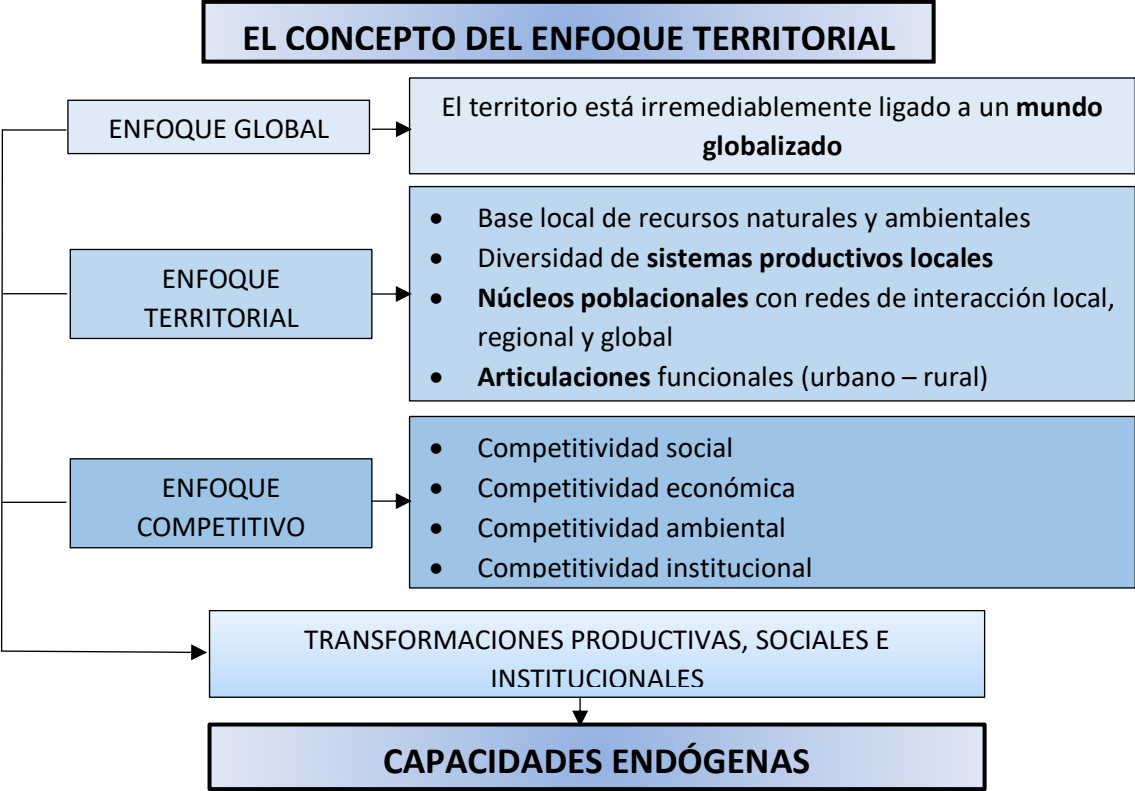 EL CONCEPTO DEL ENFOQUE TERRITORIAL
ENFOQUE GLOBAL
El territorio está irremediablemente ligado a un mundo
globalizado
ENFOQUE
TERRITORIAL
• Base local de recursos naturales y ambientales
• Diversidad de sistemas productivos locales
• Núcleos poblacionales con redes de interacción local,
regional y global
• Articulaciones funcionales (urbano – rural)
ENFOQUE
COMPETITIVO
• Competitividad social
• Competitividad económica
• Competitividad ambiental
• Competitividad institucional
TRANSFORMACIONES PRODUCTIVAS, SOCIALES E
INSTITUCIONALES
CAPACIDADES ENDÓGENAS